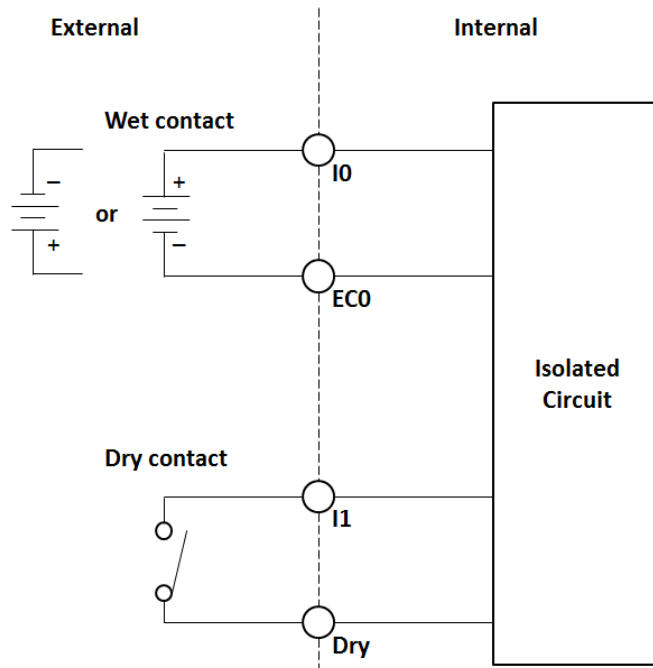 External
Internal
Wet contact
I0
–
+
or
+
–
EC0
Isolated
Circuit
Dry contact
I1
Dry